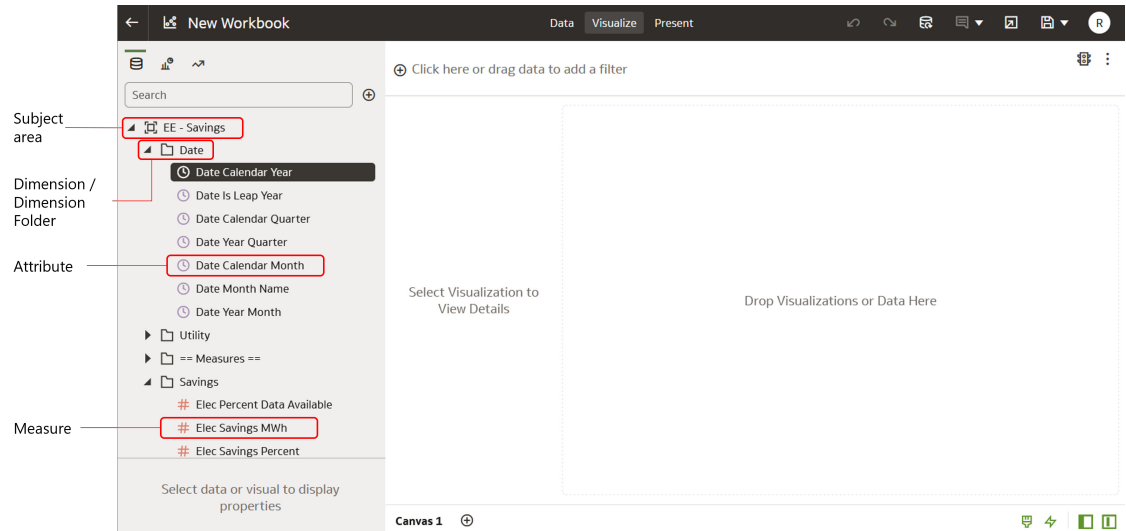 New Workbook
Data Visualize Present
R
Click here or drag data to add a filter
Search
Subject
area
EE - Savings
Date
Date Calendar Year
Dimension /
Dimension
Folder
Date Is Leap Year
Date Calendar Quarter
Date Year Quarter
Attribute
Date Calendar Month
Date Month Name
Date Year Month
Utility
== Measures ==
Savings
# Elec Percent Data Available
Measure
# Elec Savings MWh
# Elec Savings Percent
Select data or visual to display
properties
Select Visualization to
View Details
Drop Visualizations or Data Here
Canvas 1